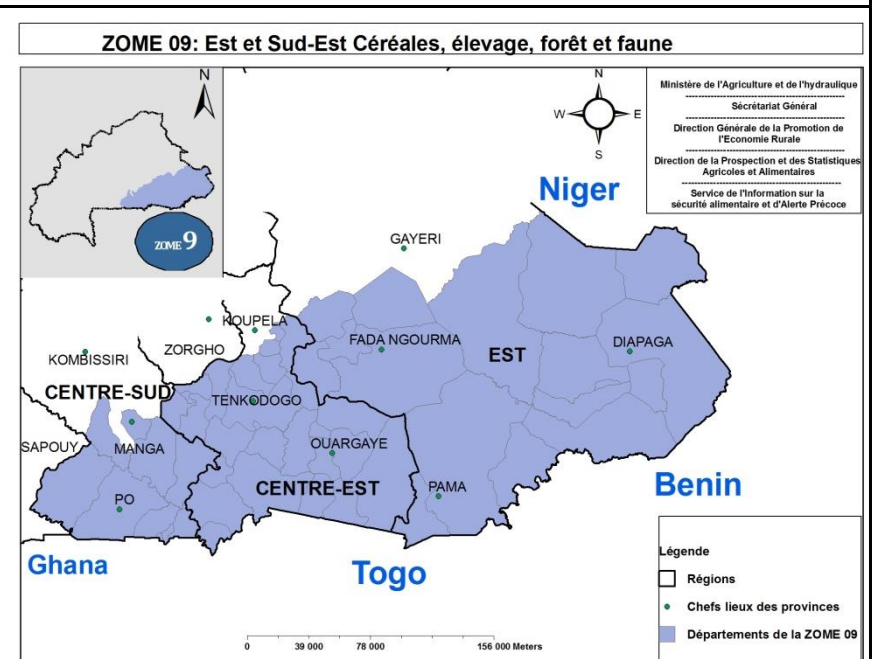 ZOME 09: Est et Sud-Est Céréales, élevage, forêt et faune
N
ZOME 9
N
W
E
S
Ministère de l'Agriculture et de l'hydraulique
Sécrétariat Général
Direction Générale de la Promotion de
l'Economie Rurale
Direction de la Prospection et des Statistiques
Agricoles et Alimentaires
Service de l'Information sur la
sécurité alimentaire et d'Alerte Précoce
Niger
GAYERI
KOUPELA
ZORGHO
KOMBISSIRI
FADA NGOURMA
EST
DIAPAGA
CENTRE-SUD
TENKODOGO
SAPOUY
MANGA
OUARGAYE
CENTRE-EST
PAMA
PO
Benin
Ghana
Togo
Légende
Régions
Chefs lieux des provinces
Départements de la ZOME 09
0 39 000 78 000 156 000 Meters